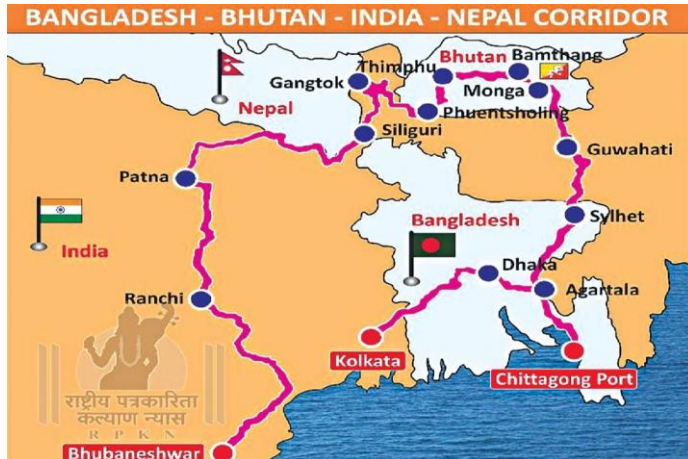 BANGLADESH - BHUTAN - INDIA - NEPAL CORRIDOR
Bhutan Bamthang
Thimphu
Gangtok
Monga
Nepal
Phuentsholing
Siliguri
Guwahati
Patna
Sylhet
Bangladesh
India
Dhaka
Agartala
Ranchi
Kolkata
Chittagong Port
राष्ट्रीय पत्रकारिता
कल्याण न्यास
R P K N
Bhubaneshwar